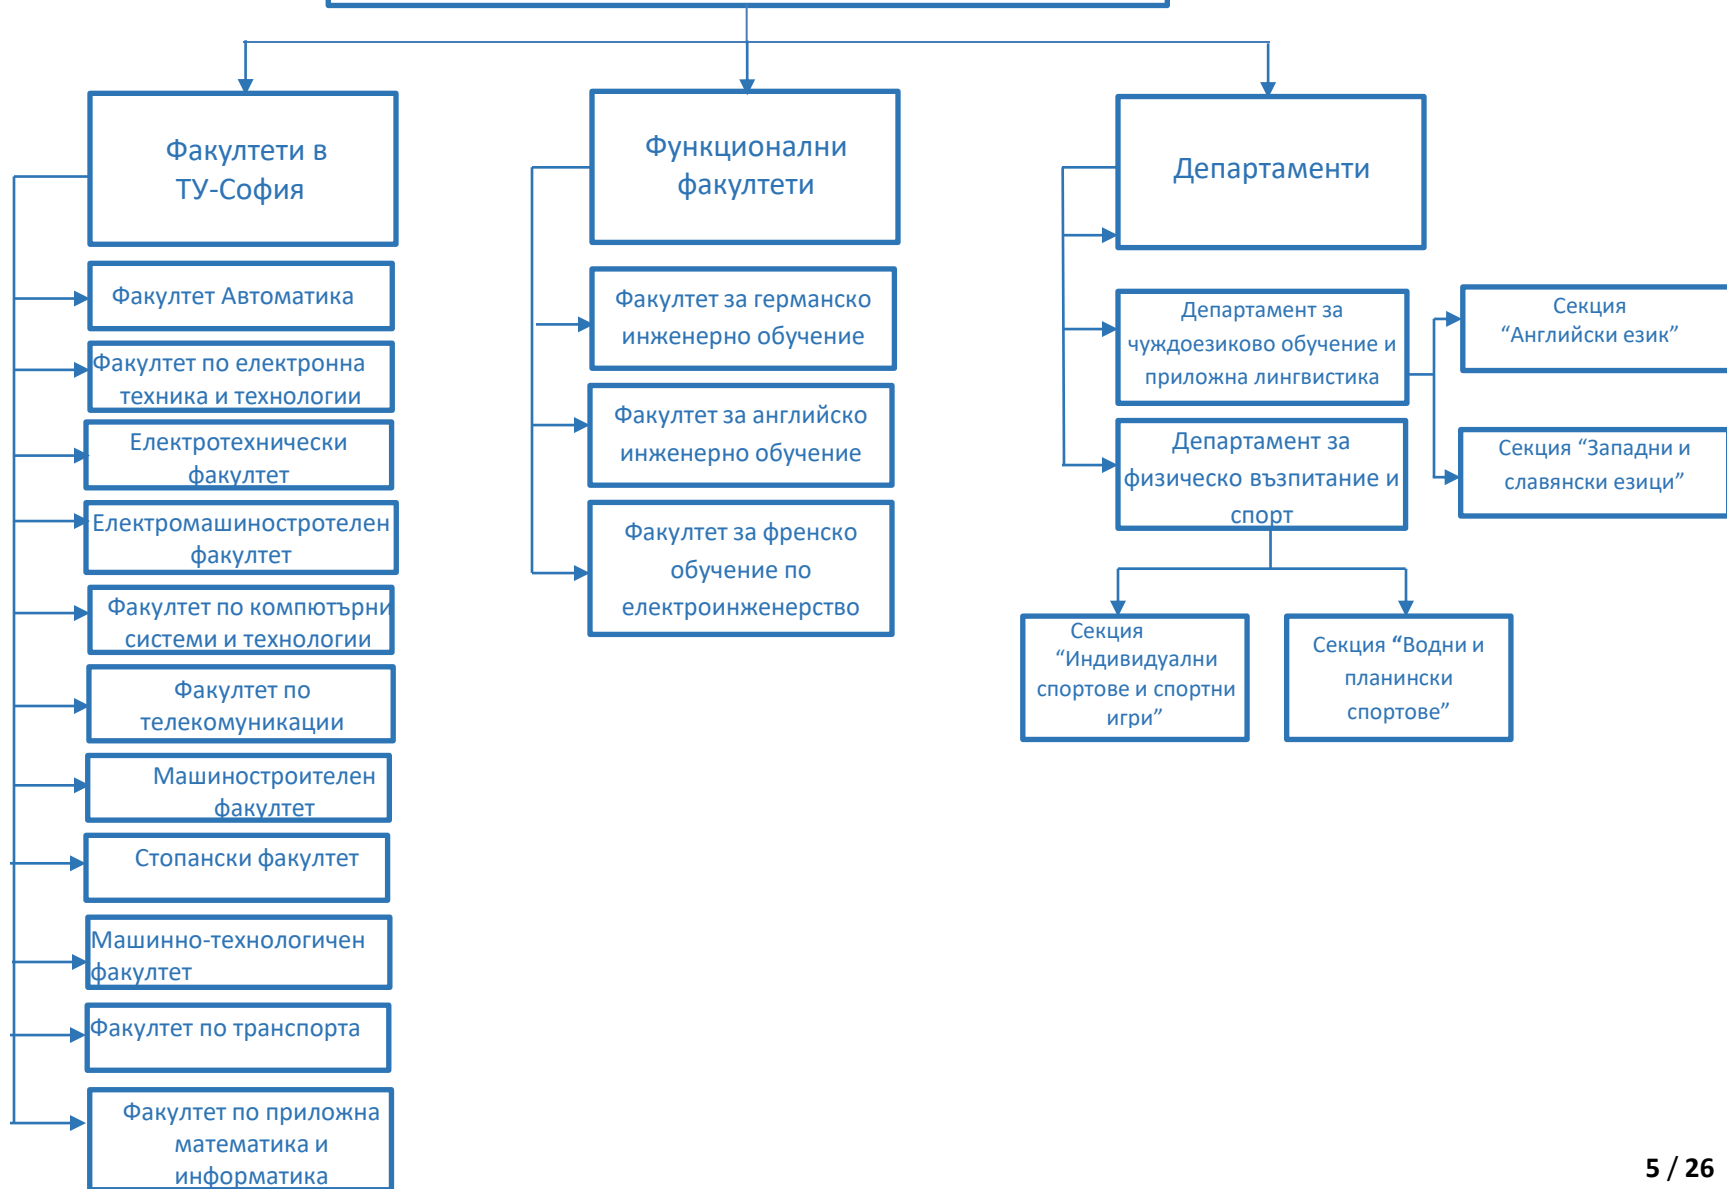 Факултети в
ТУ-София
Факултет Автоматика
Факултет по електронна
техника и технологии
Електротехнически
факултет
Електромашиностротелен
факултет
Факултет по компютърни
системи и технологии
Факултет по
телекомуникации
Машиностроителен
факултет
Стопански факултет
Машинно-технологичен
факултет
Факултет по транспорта
Факултет по приложна
математика и
информатика
Функционални
факултети
Факултет за германско
инженерно обучение
Факултет за английско
инженерно обучение
Факултет за френско
обучение по
електроинженерство
Департаменти
Департамент за
чуждоезиково обучение и
приложна лингвистика
Секция
“Английски език”
Секция “Западни и
славянски езици”
Департамент за
физическо възпитание и
спорт
Секция
“Индивидуални
спортове и спортни
игри”
Секция “Водни и
планински
спортове”
5 / 26